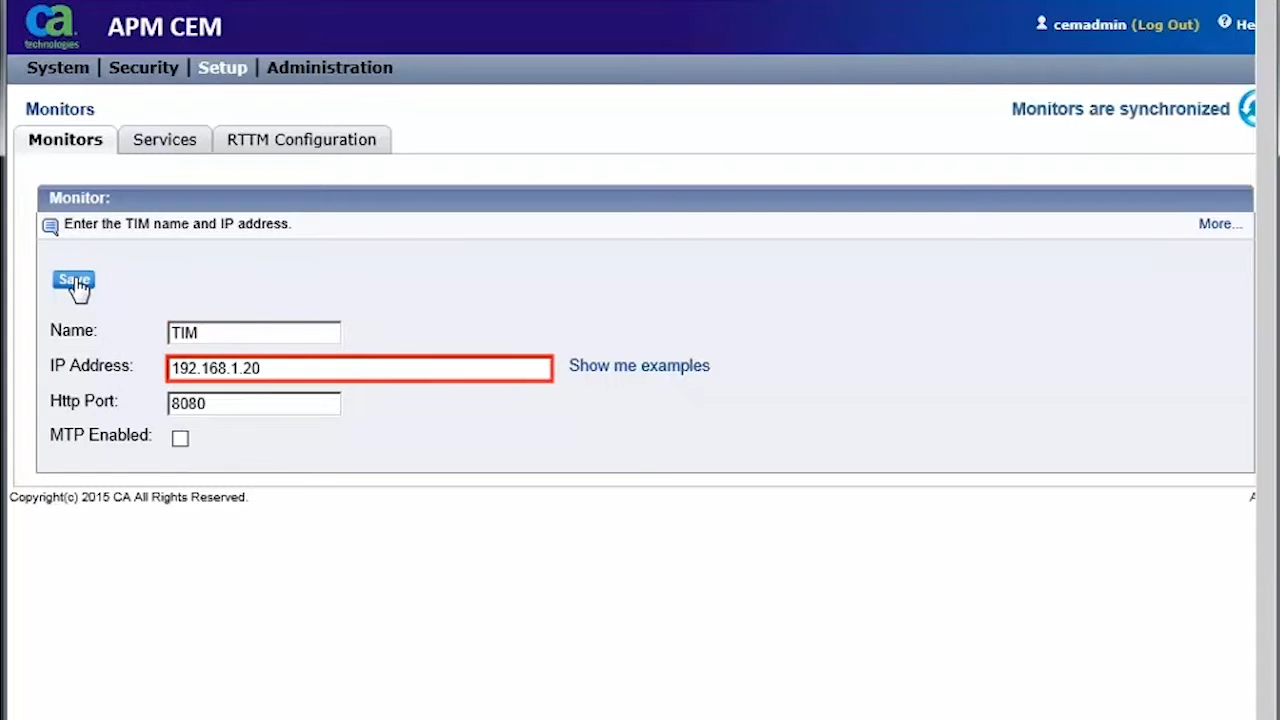 ca
technologies
APM CEM
cemadmin (Log Out)
System | Security | Setup | Administration
Monitors
Monitors are synchronized
Monitors Services RTTM Configuration
Monitor:
Enter the TIM name and IP address.
More...
Save
Name: TIM
IP Address: 192.168.1.20 Show me examples
Http Port: 8080
MTP Enabled:
Copyright(c) 2015 CA All Rights Reserved.